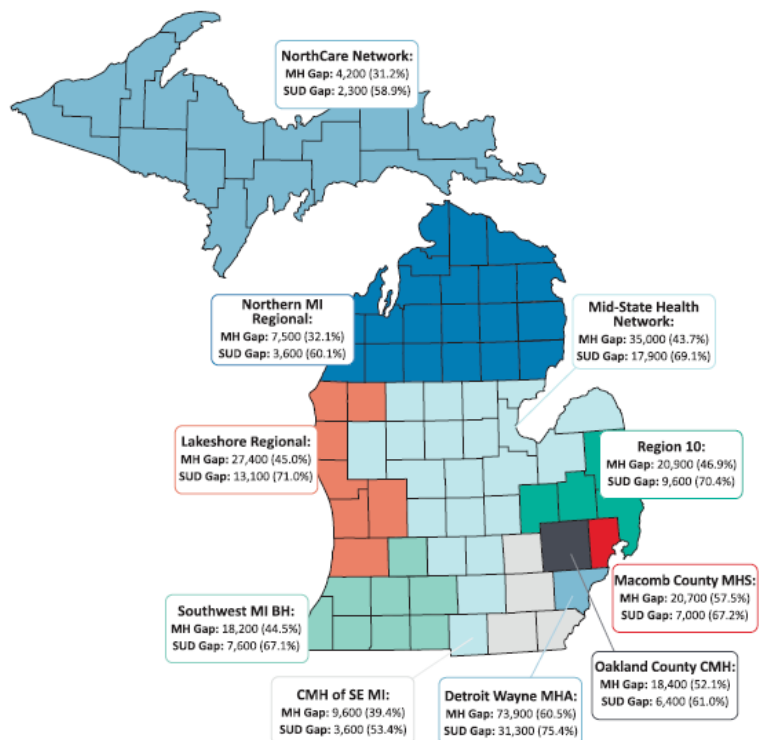 NorthCare Network:
MH Gap: 4,200 (31.2%)
SUD Gap: 2,300 (58.9%)
Northern MI
Regional:
MH Gap: 7,500 (32.1%)
SUD Gap: 3,600 (60.1%)
Mid-State Health
Network:
MH Gap: 35,000 (43.7%)
SUD Gap: 17,900 (69.1%)
Lakeshore Regional:
MH Gap: 27,400 (45.0%)
SUD Gap: 13,100 (71.0%)
Region 10:
MH Gap: 20,900 (46.9%)
SUD Gap: 9,600 (70.4%)
Macomb County MHS:
MH Gap: 20,700 (57.5%)
SUD Gap: 7,000 (67.2%)
Southwest MI BH:
MH Gap: 18,200 (44.5%)
SUD Gap: 7,600 (67.1%)
Oakland County CMH:
MH Gap: 18,400 (52.1%)
SUD Gap: 6,400 (61.0%)
CMH of SE MI:
MH Gap: 9,600 (39.4%)
SUD Gap: 3,600 (53.4%)
Detroit Wayne MHA:
MH Gap: 73,900 (60.5%)
SUD Gap: 31,300 (75.4%)